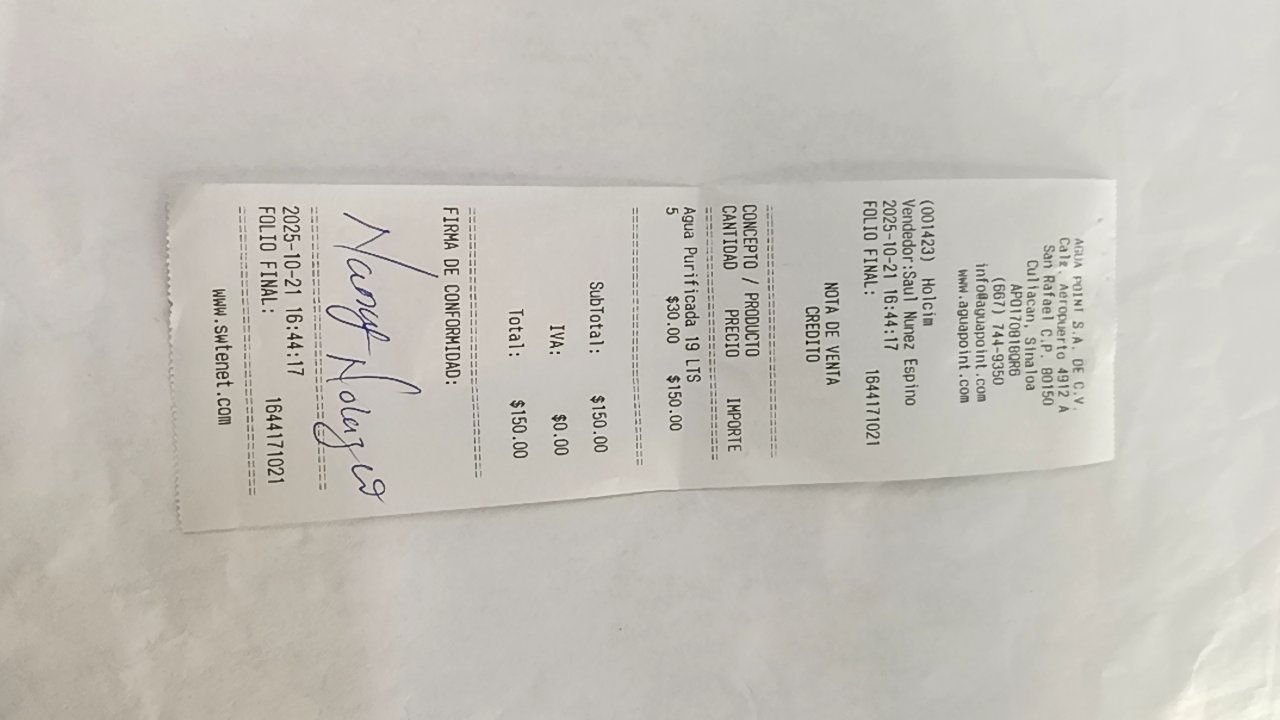 AGUA POINT S.A. DE C.V.
Calz. Aeropuerto 4912 A
San Rafael C.P. 80150
Culiacan, Sinaloa
APO170818QR6
(667) 744-9350
info@aguapoint.com
www.aguapoint.com
(001423) Holcim
Vendedor:Saul Nunez Espino
2025-10-21 16:44:17
FOLIO FINAL: 1644171021
NOTA DE VENTA
CREDITO
CONCEPTO / PRODUCTO
CANTIDAD PRECIO IMPORTE
Agua Purificada 19 LTS
5 $30.00 $150.00
SubTotal: $150.00
IVA: $0.00
Total: $150.00
FIRMA DE CONFORMIDAD:
2025-10-21 16:44:17
FOLIO FINAL: 1644171021
www.swtenet.com